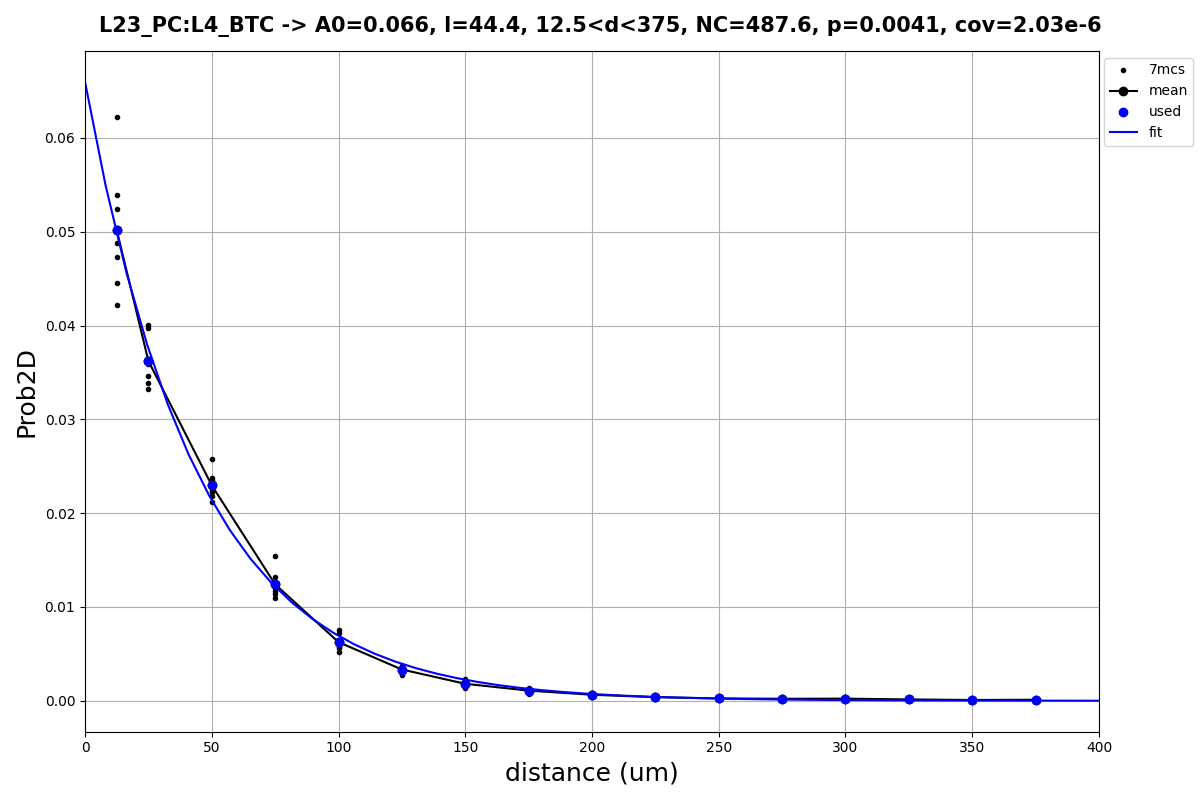 L23_PC:L4_BTC -> A0=0.066, l=44.4, 12.5<d<375, NC=487.6, p=0.0041, cov=2.03e-6
7mcs
mean
used
fit
Prob2D
0.06
0.05
0.04
0.03
0.02
0.01
0.00
0 50 100 150 200 250 300 350 400
distance (um)